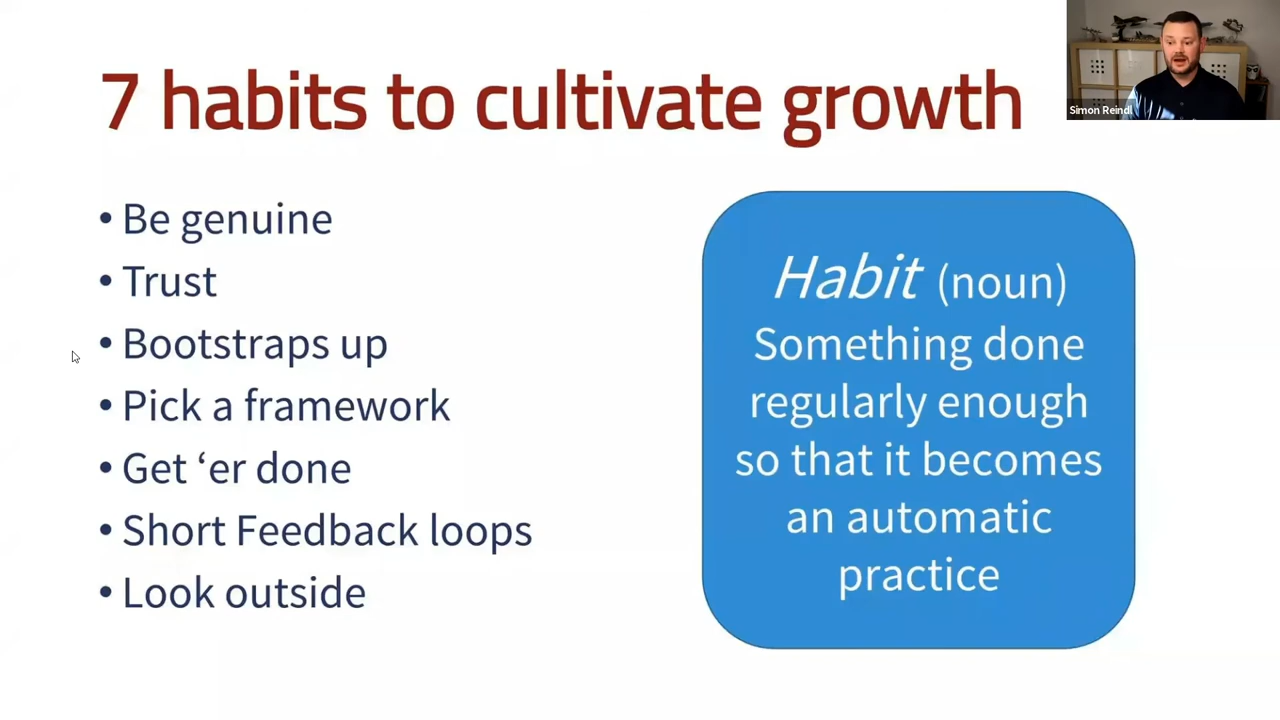 7 habits to cultivate growth
Simon Reindl
• Be genuine
• Trust
• Bootstraps up
• Pick a framework
• Get ‘er done
• Short Feedback loops
• Look outside
Habit (noun)
Something done
regularly enough
so that it becomes
an automatic
practice